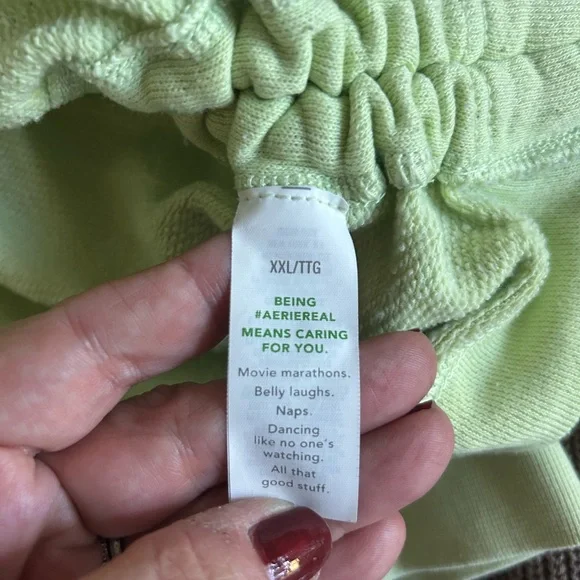 XXL/TTG
BEING
#AERIEREAL
MEANS CARING
FOR YOU.
Movie marathons.
Belly laughs.
Naps.
Dancing
like no one's
watching.
All that
good stuff.